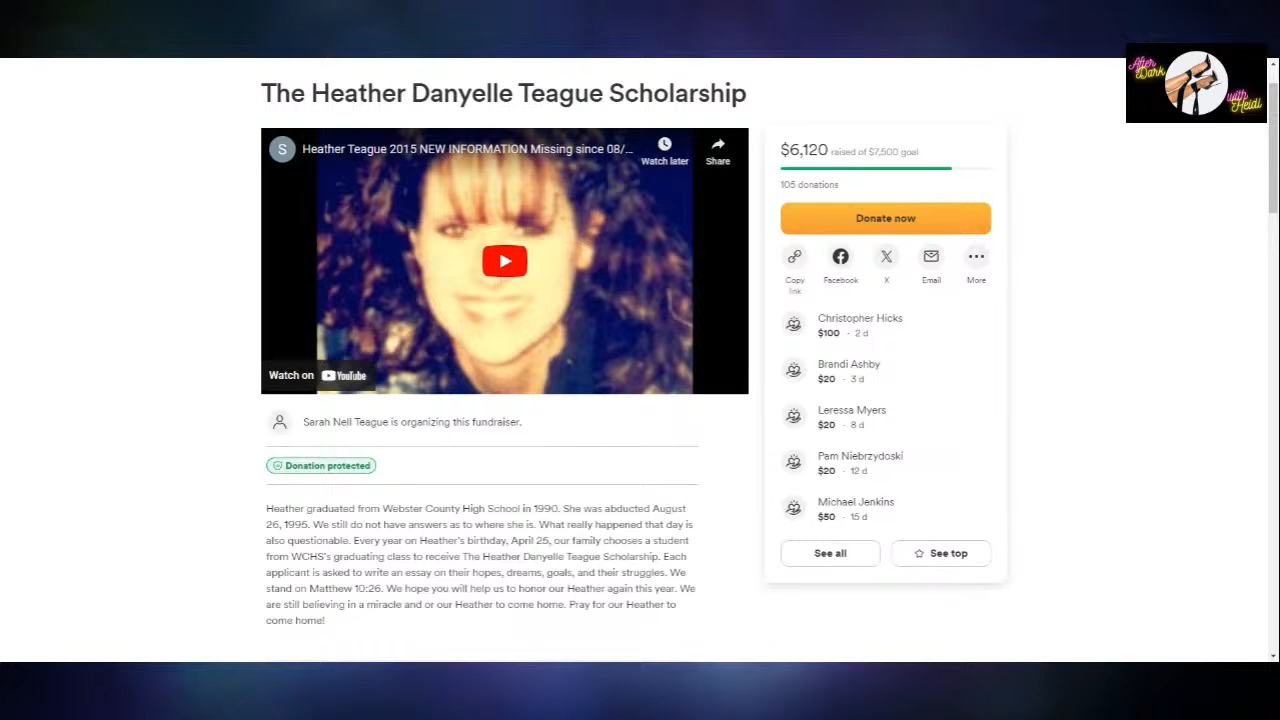 After
Dark
with
Heidi
The Heather Danyelle Teague Scholarship
S
Heather Teague 2015 NEW INFORMATION Missing since 08/...
Watch later
Share
Watch on YouTube
Sarah Nell Teague is organizing this fundraiser.
Donation protected
Heather graduated from Webster County High School in 1990. She was abducted August
26, 1995. We still do not have answers as to where she is. What really happened that day is
also questionable. Every year on Heather's birthday, April 25, our family chooses a student
from WCHS's graduating class to receive The Heather Danyelle Teague Scholarship. Each
applicant is asked to write an essay on their hopes, dreams, goals, and their struggles. We
stand on Matthew 10:26. We hope you will help us to honor our Heather again this year. We
are still believing in a miracle and or our Heather to come home. Pray for our Heather to
come home!
$6,120 raised of $7,500 goal
105 donations
Donate now
Copy
link
Facebook
X
Email
More
Christopher Hicks
$100 · 2 d
Brandi Ashby
$20 · 3 d
Leressa Myers
$20 · 8 d
Pam Niebrzydoski
$20 · 12 d
Michael Jenkins
$50 · 15 d
See all
See top